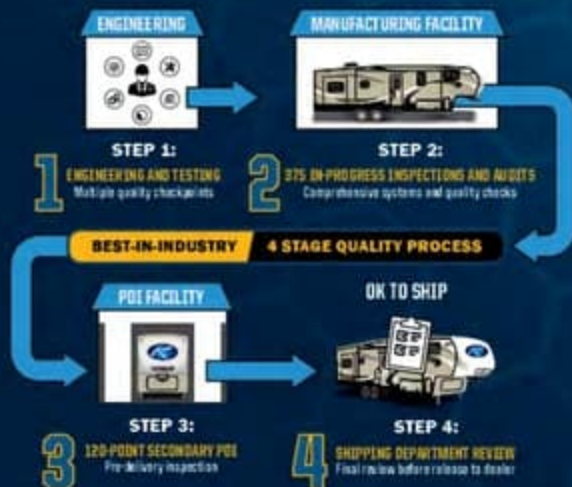 ENGINEERING
MANUFACTURING FACILITY
STEP 1:
1 ENGINEERING AND TESTING
Multiple quality checkpoints
STEP 2:
2 375 IN-PROGRESS INSPECTIONS AND AUDITS
Comprehensive systems and quality checks
BEST-IN-INDUSTRY 4 STAGE QUALITY PROCESS
PDI FACILITY
OK TO SHIP
STEP 3:
3 120-POINT SECONDARY PDI
Pre-delivery inspection
STEP 4:
4 SHIPPING DEPARTMENT REVIEW
Final review before release to dealer